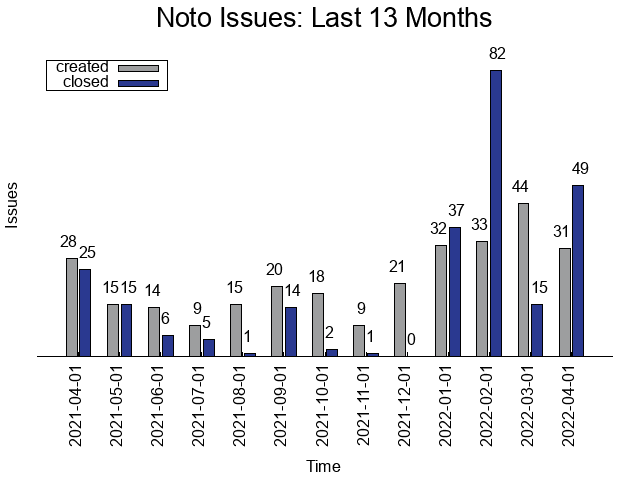 Noto Issues: Last 13 Months
created
closed
Issues
28 25 15 15 14 6 9 5 15 1 20 14 18 2 9 1 21 0 32 37 33 82 44 15 31 49
2021-04-01
2021-05-01
2021-06-01
2021-07-01
2021-08-01
2021-09-01
2021-10-01
2021-11-01
2021-12-01
2022-01-01
2022-02-01
2022-03-01
2022-04-01
Time